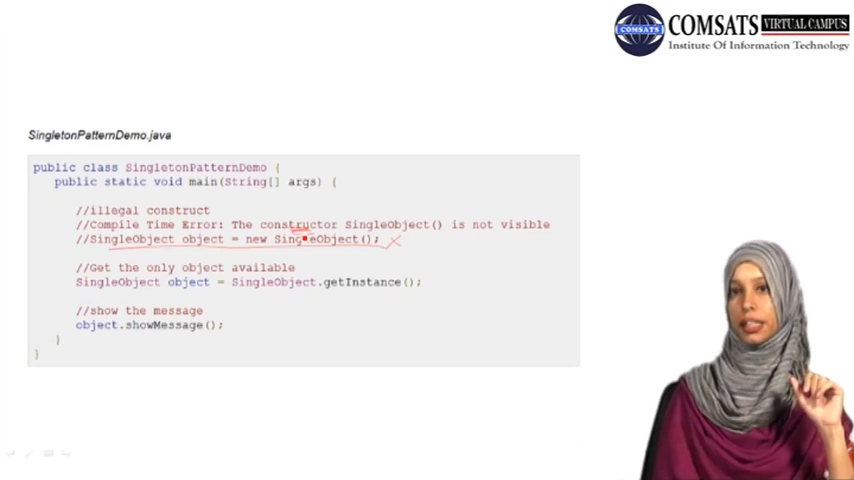 COMSATS
COMSATS VIRTUAL CAMPUS
Institute Of Information Technology
SingletonPatternDemo.java
public class SingletonPatternDemo {
public static void main(String[] args) {
//illegal construct
//Compile Time Error: The constructor SingleObject() is not visible
//SingleObject object = new SingleObject();
//Get the only object available
SingleObject object = SingleObject.getInstance();
//show the message
object.showMessage();
}
}